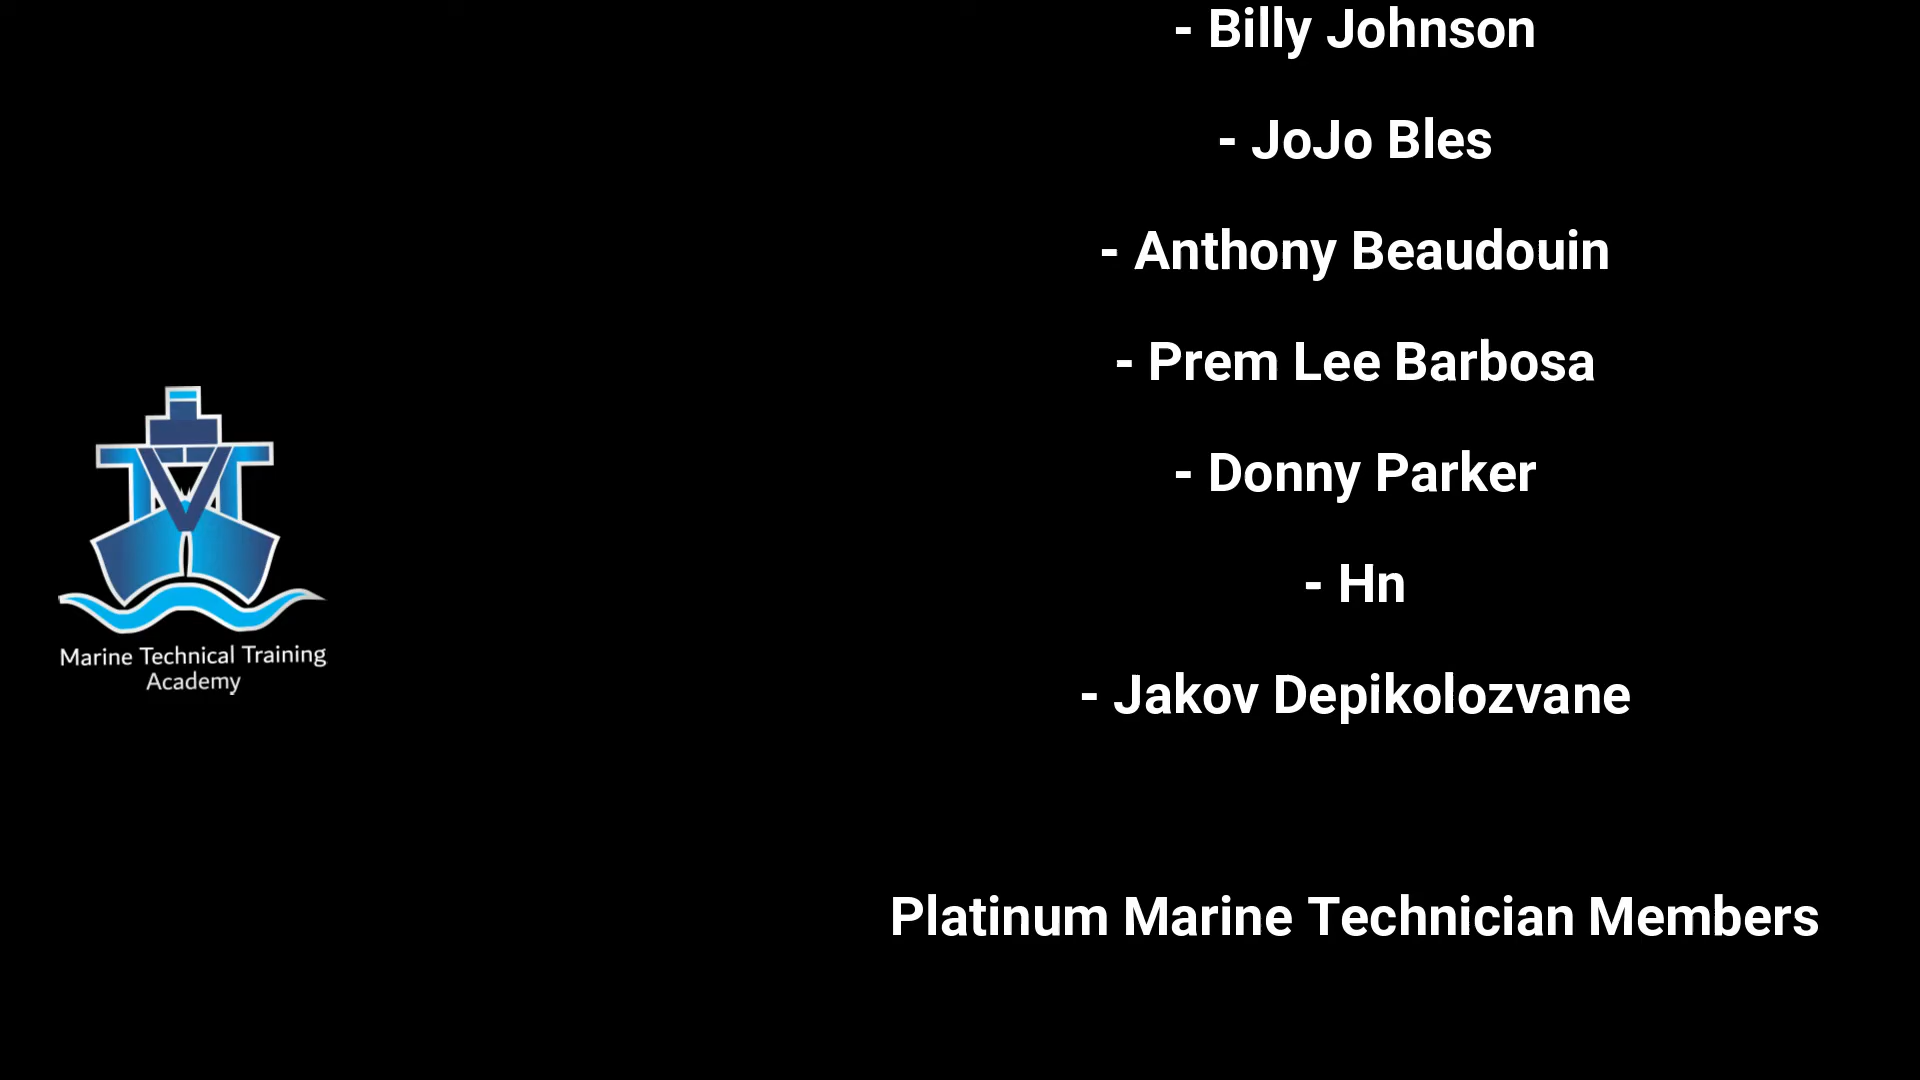 - Billy Johnson
- JoJo Bles
- Anthony Beaudouin
- Prem Lee Barbosa
- Donny Parker
- Hn
- Jakov Depikolozvane
Marine Technical Training
Academy
Platinum Marine Technician Members